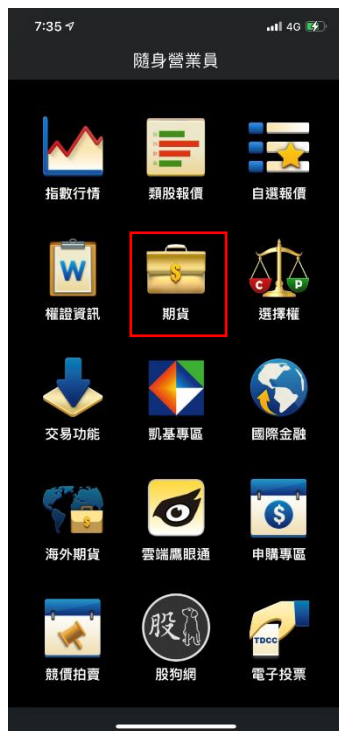 7:35
4G
隨身營業員
指數行情
類股報價
自選報價
W
$
C P
權證資訊
期貨
選擇權
交易功能
凱基專區
國際金融
$
$
海外期貨
雲端鷹眼通
申購專區
股
TDCC
競價拍賣
股狗網
電子投票